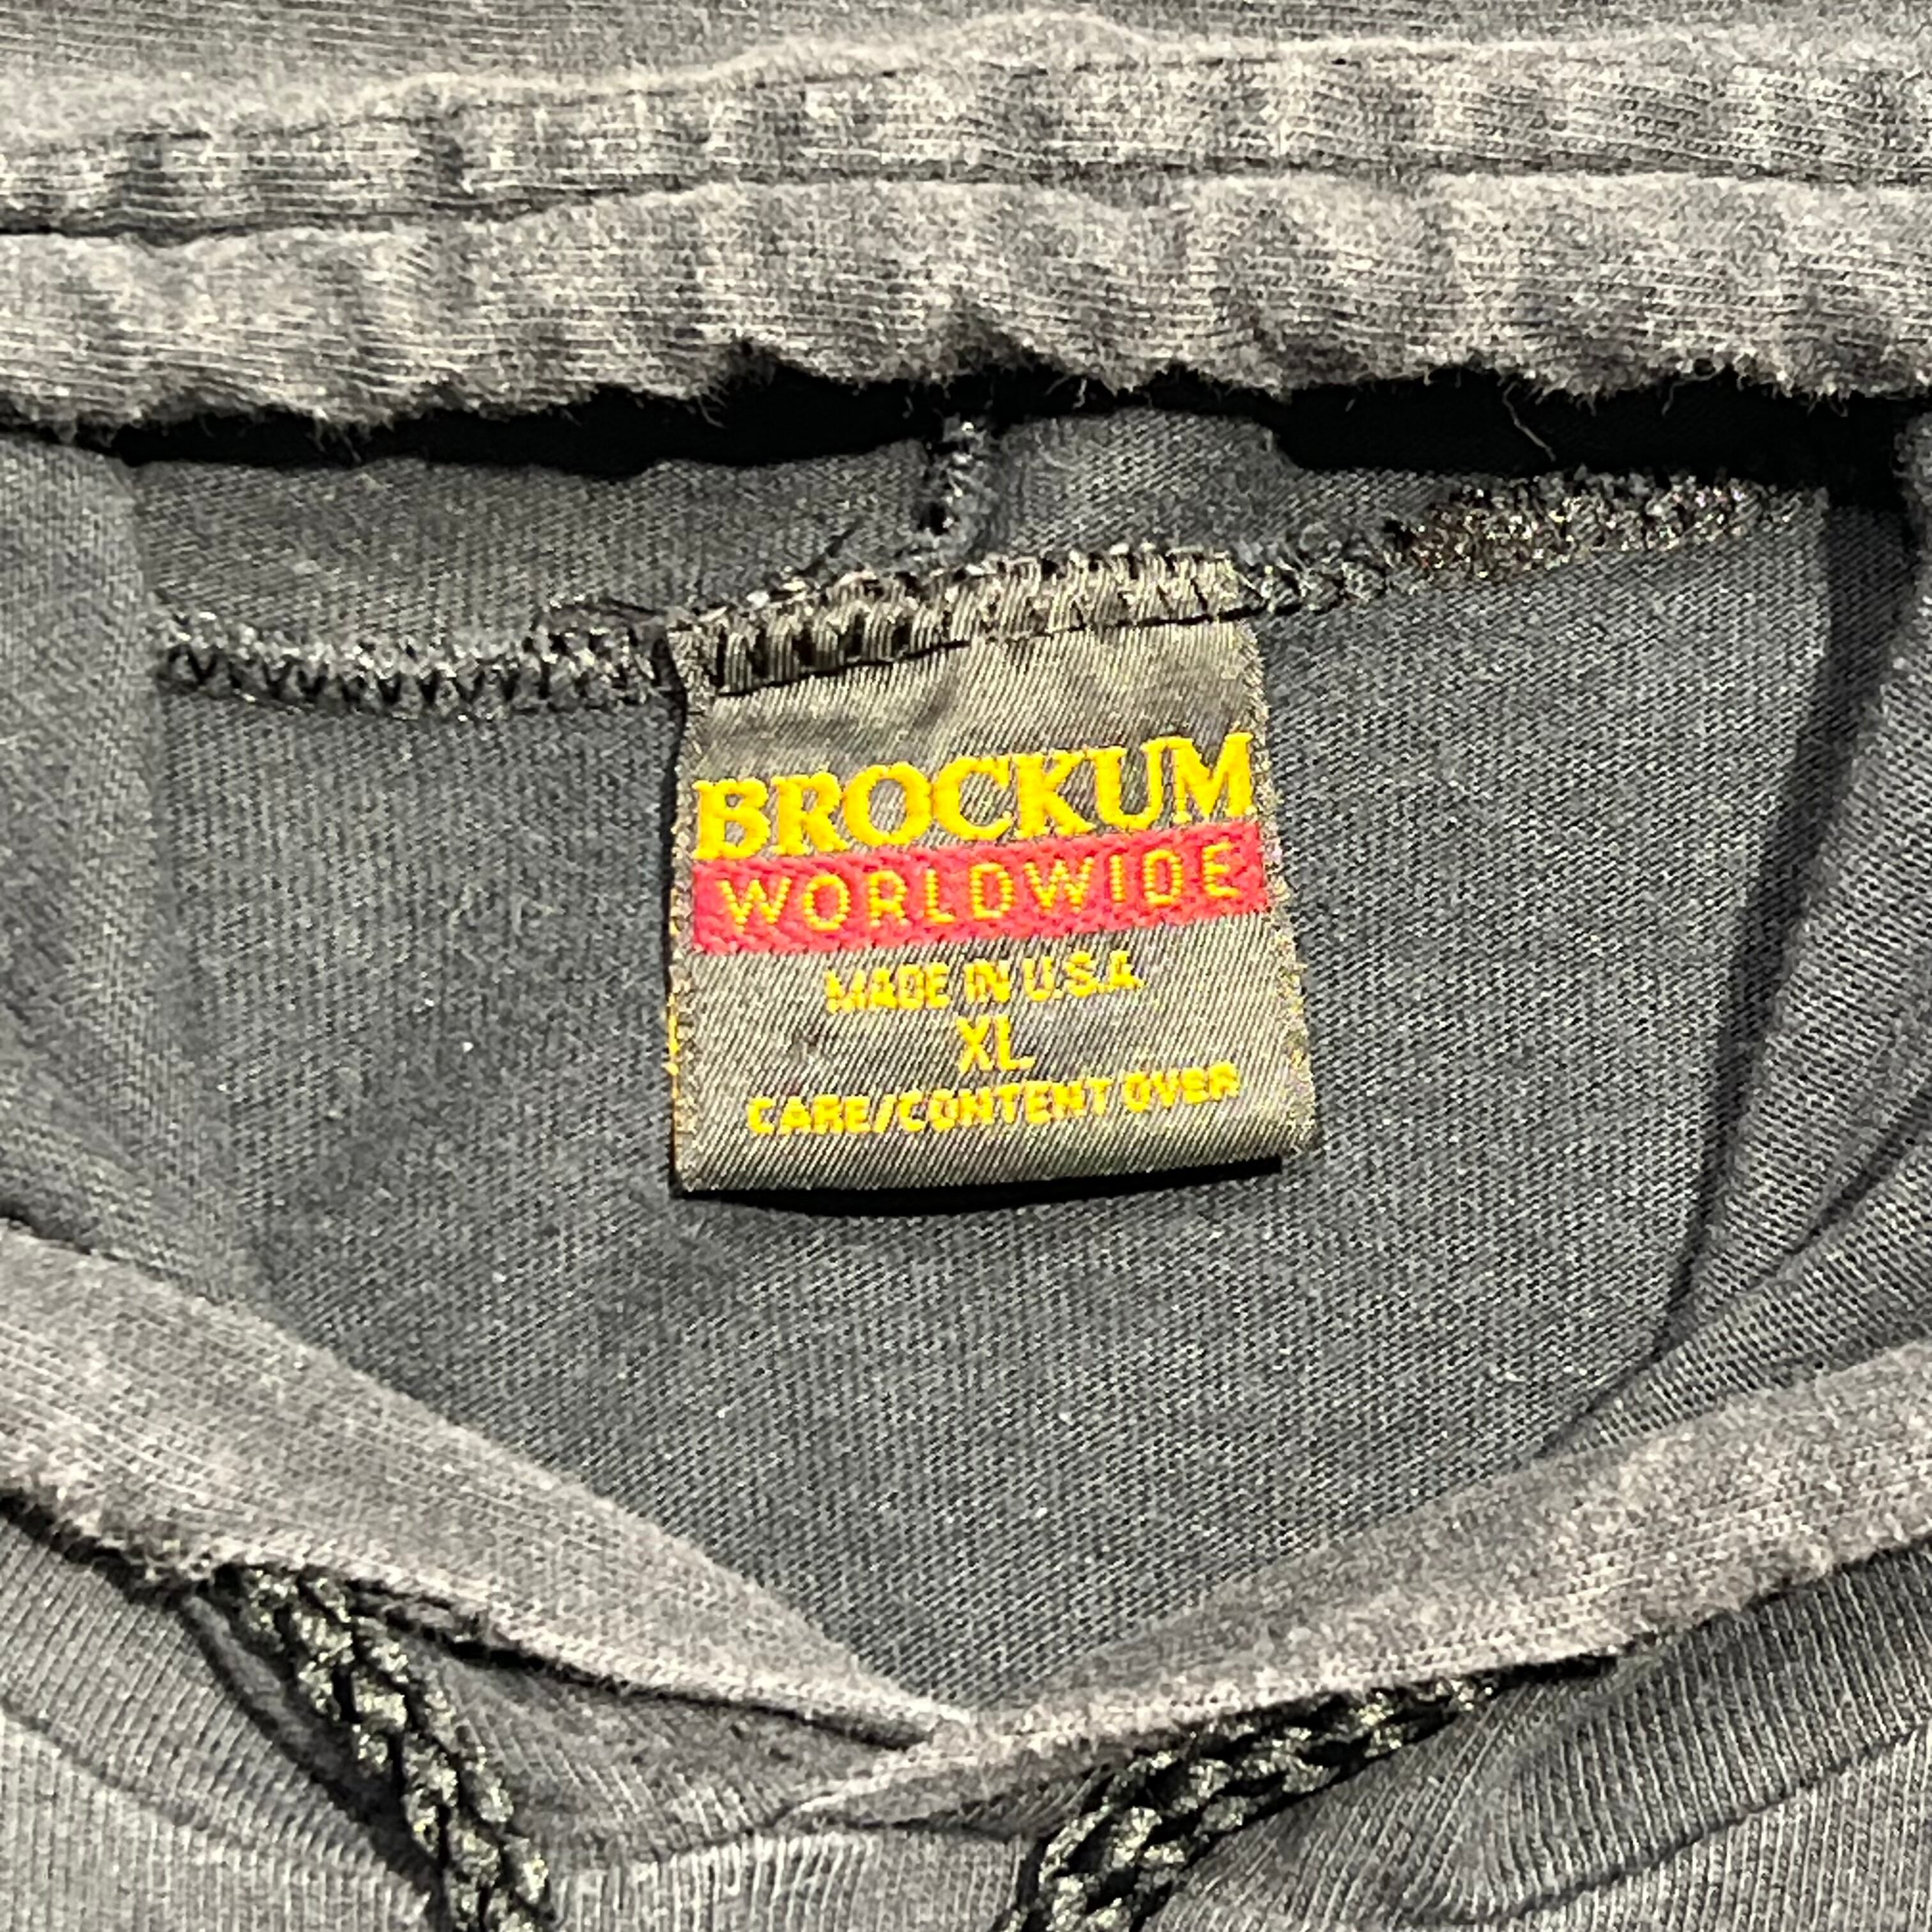 BROCKUM
WORLDWIDE
MADE IN U.S.A
XL
CARE/CONTENT OVER